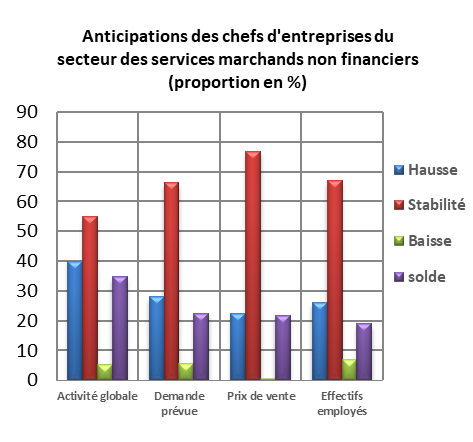 Anticipations des chefs d'entreprises du
secteur des services marchands non financiers
(proportion en %)
90
80
70
60
50
40
30
20
10
0
Activité globale
Demande
prévue
Prix de vente
Effectifs
employés
Hausse
Stabilité
Baisse
solde